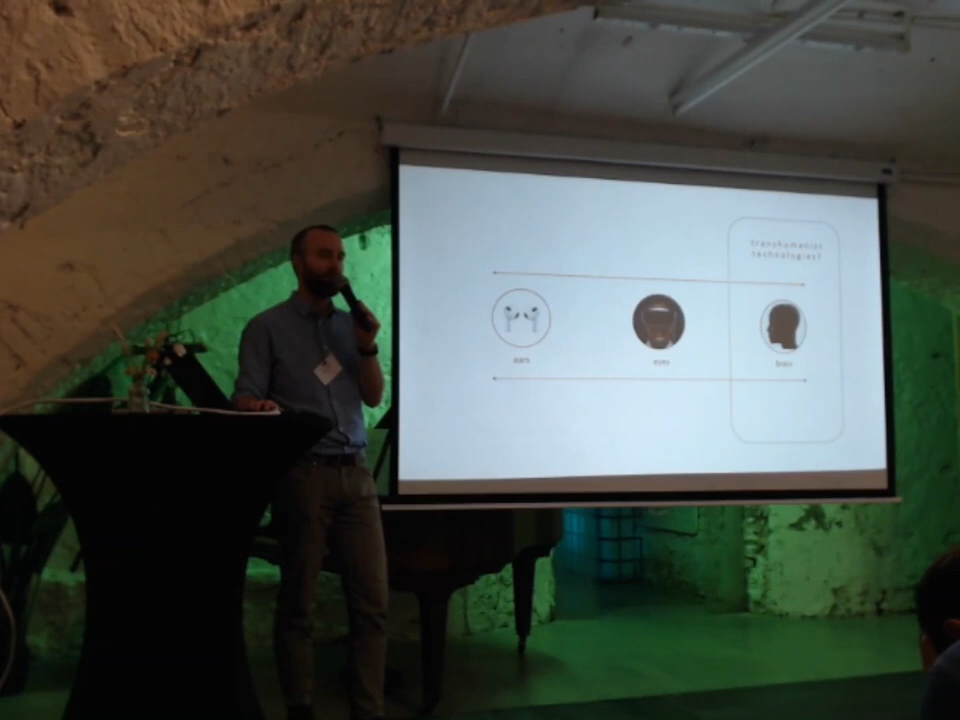 transhumanist
technologies?
ears
eyes
brain